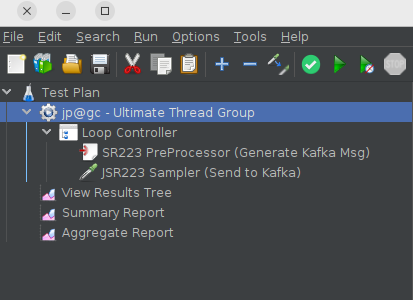 File Edit Search Run Options Tools Help
STOP
Test Plan
jp@gc - Ultimate Thread Group
Loop Controller
SR223 PreProcessor (Generate Kafka Msg)
JSR223 Sampler (Send to Kafka)
View Results Tree
Summary Report
Aggregate Report